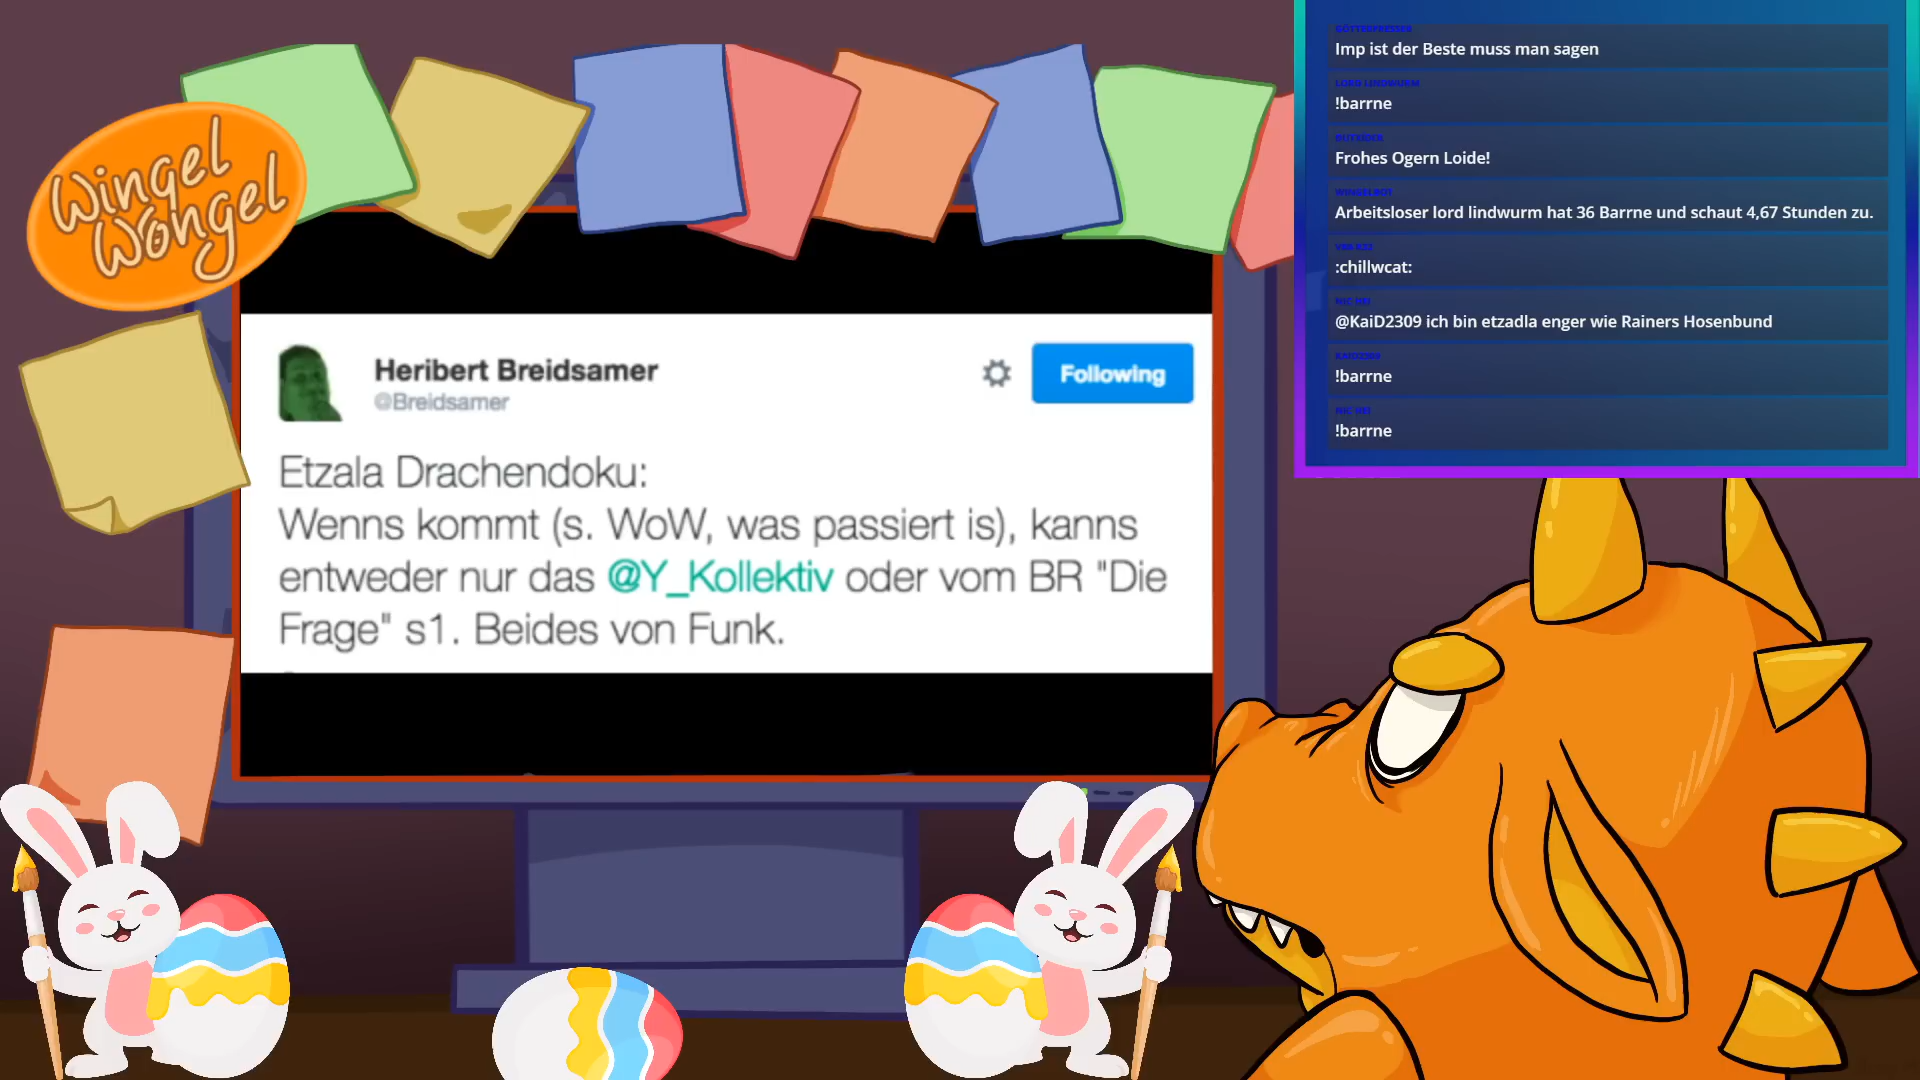 Wingel
Wongel
Heribert Breidsamer
@Breidsamer
Following
Etzala Drachendoku:
Wenns kommt (s. WoW, was passiert is), kanns
entweder nur das @Y_Kollektiv oder vom BR "Die
Frage" s1. Beides von Funk.
Imp ist der Beste muss man sagen
LORD LINDWURM
!barrne
Frohes Ogern Loide!
Arbeitsloser lord lindwurm hat 36 Barrne und schaut 4,67 Stunden zu.
:chillwcat:
@KaiD2309 ich bin etzadla enger wie Rainers Hosenbund
KAID2309
!barrne
!barrne